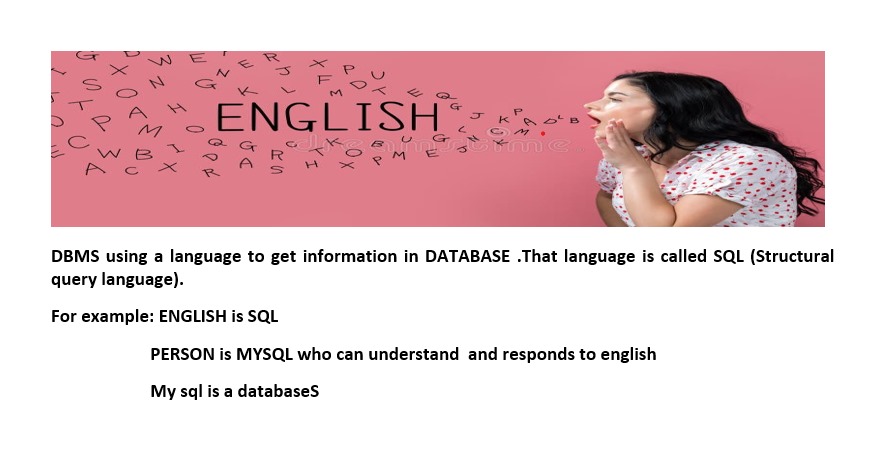 ENGLISH
dreamstime.
DBMS using a language to get information in DATABASE .That language is called SQL (Structural
query language).
For example: ENGLISH is SQL
PERSON is MYSQL who can understand  and responds to english
My sql is a databaseS